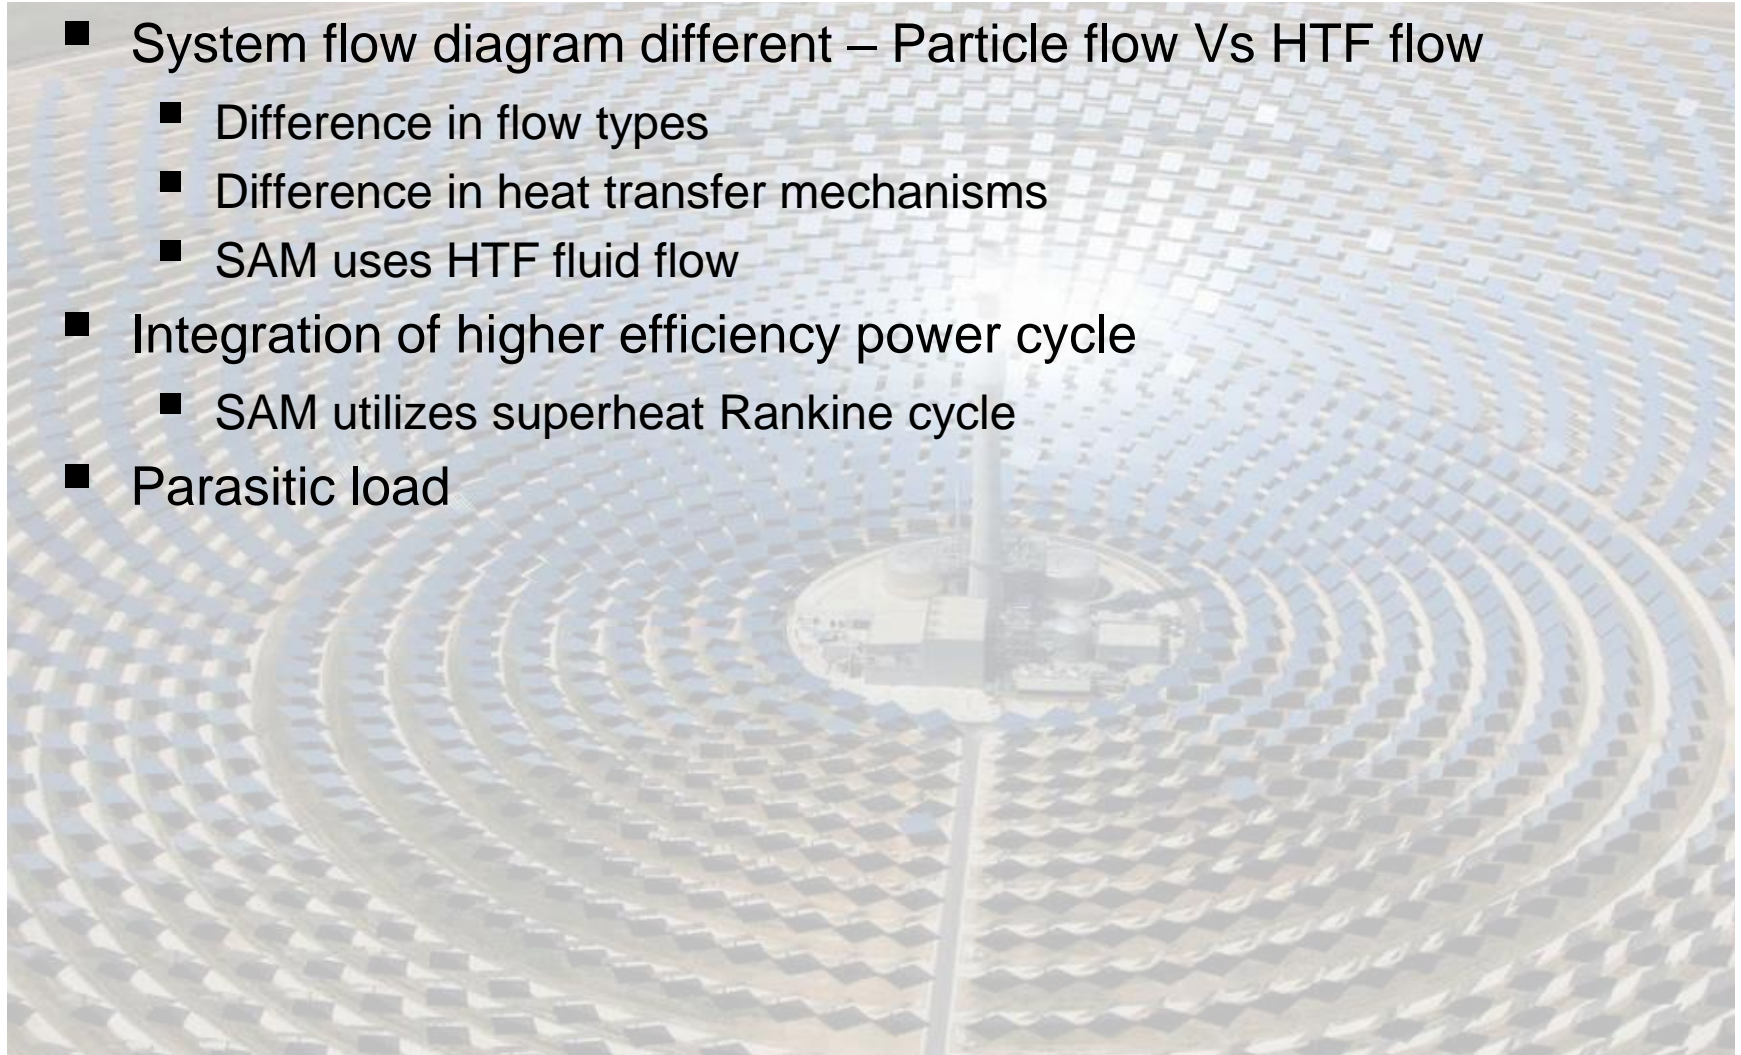 System flow diagram different – Particle flow Vs HTF flow
Difference in flow types
Difference in heat transfer mechanisms
SAM uses HTF fluid flow
Integration of higher efficiency power cycle
SAM utilizes superheat Rankine cycle
Parasitic load